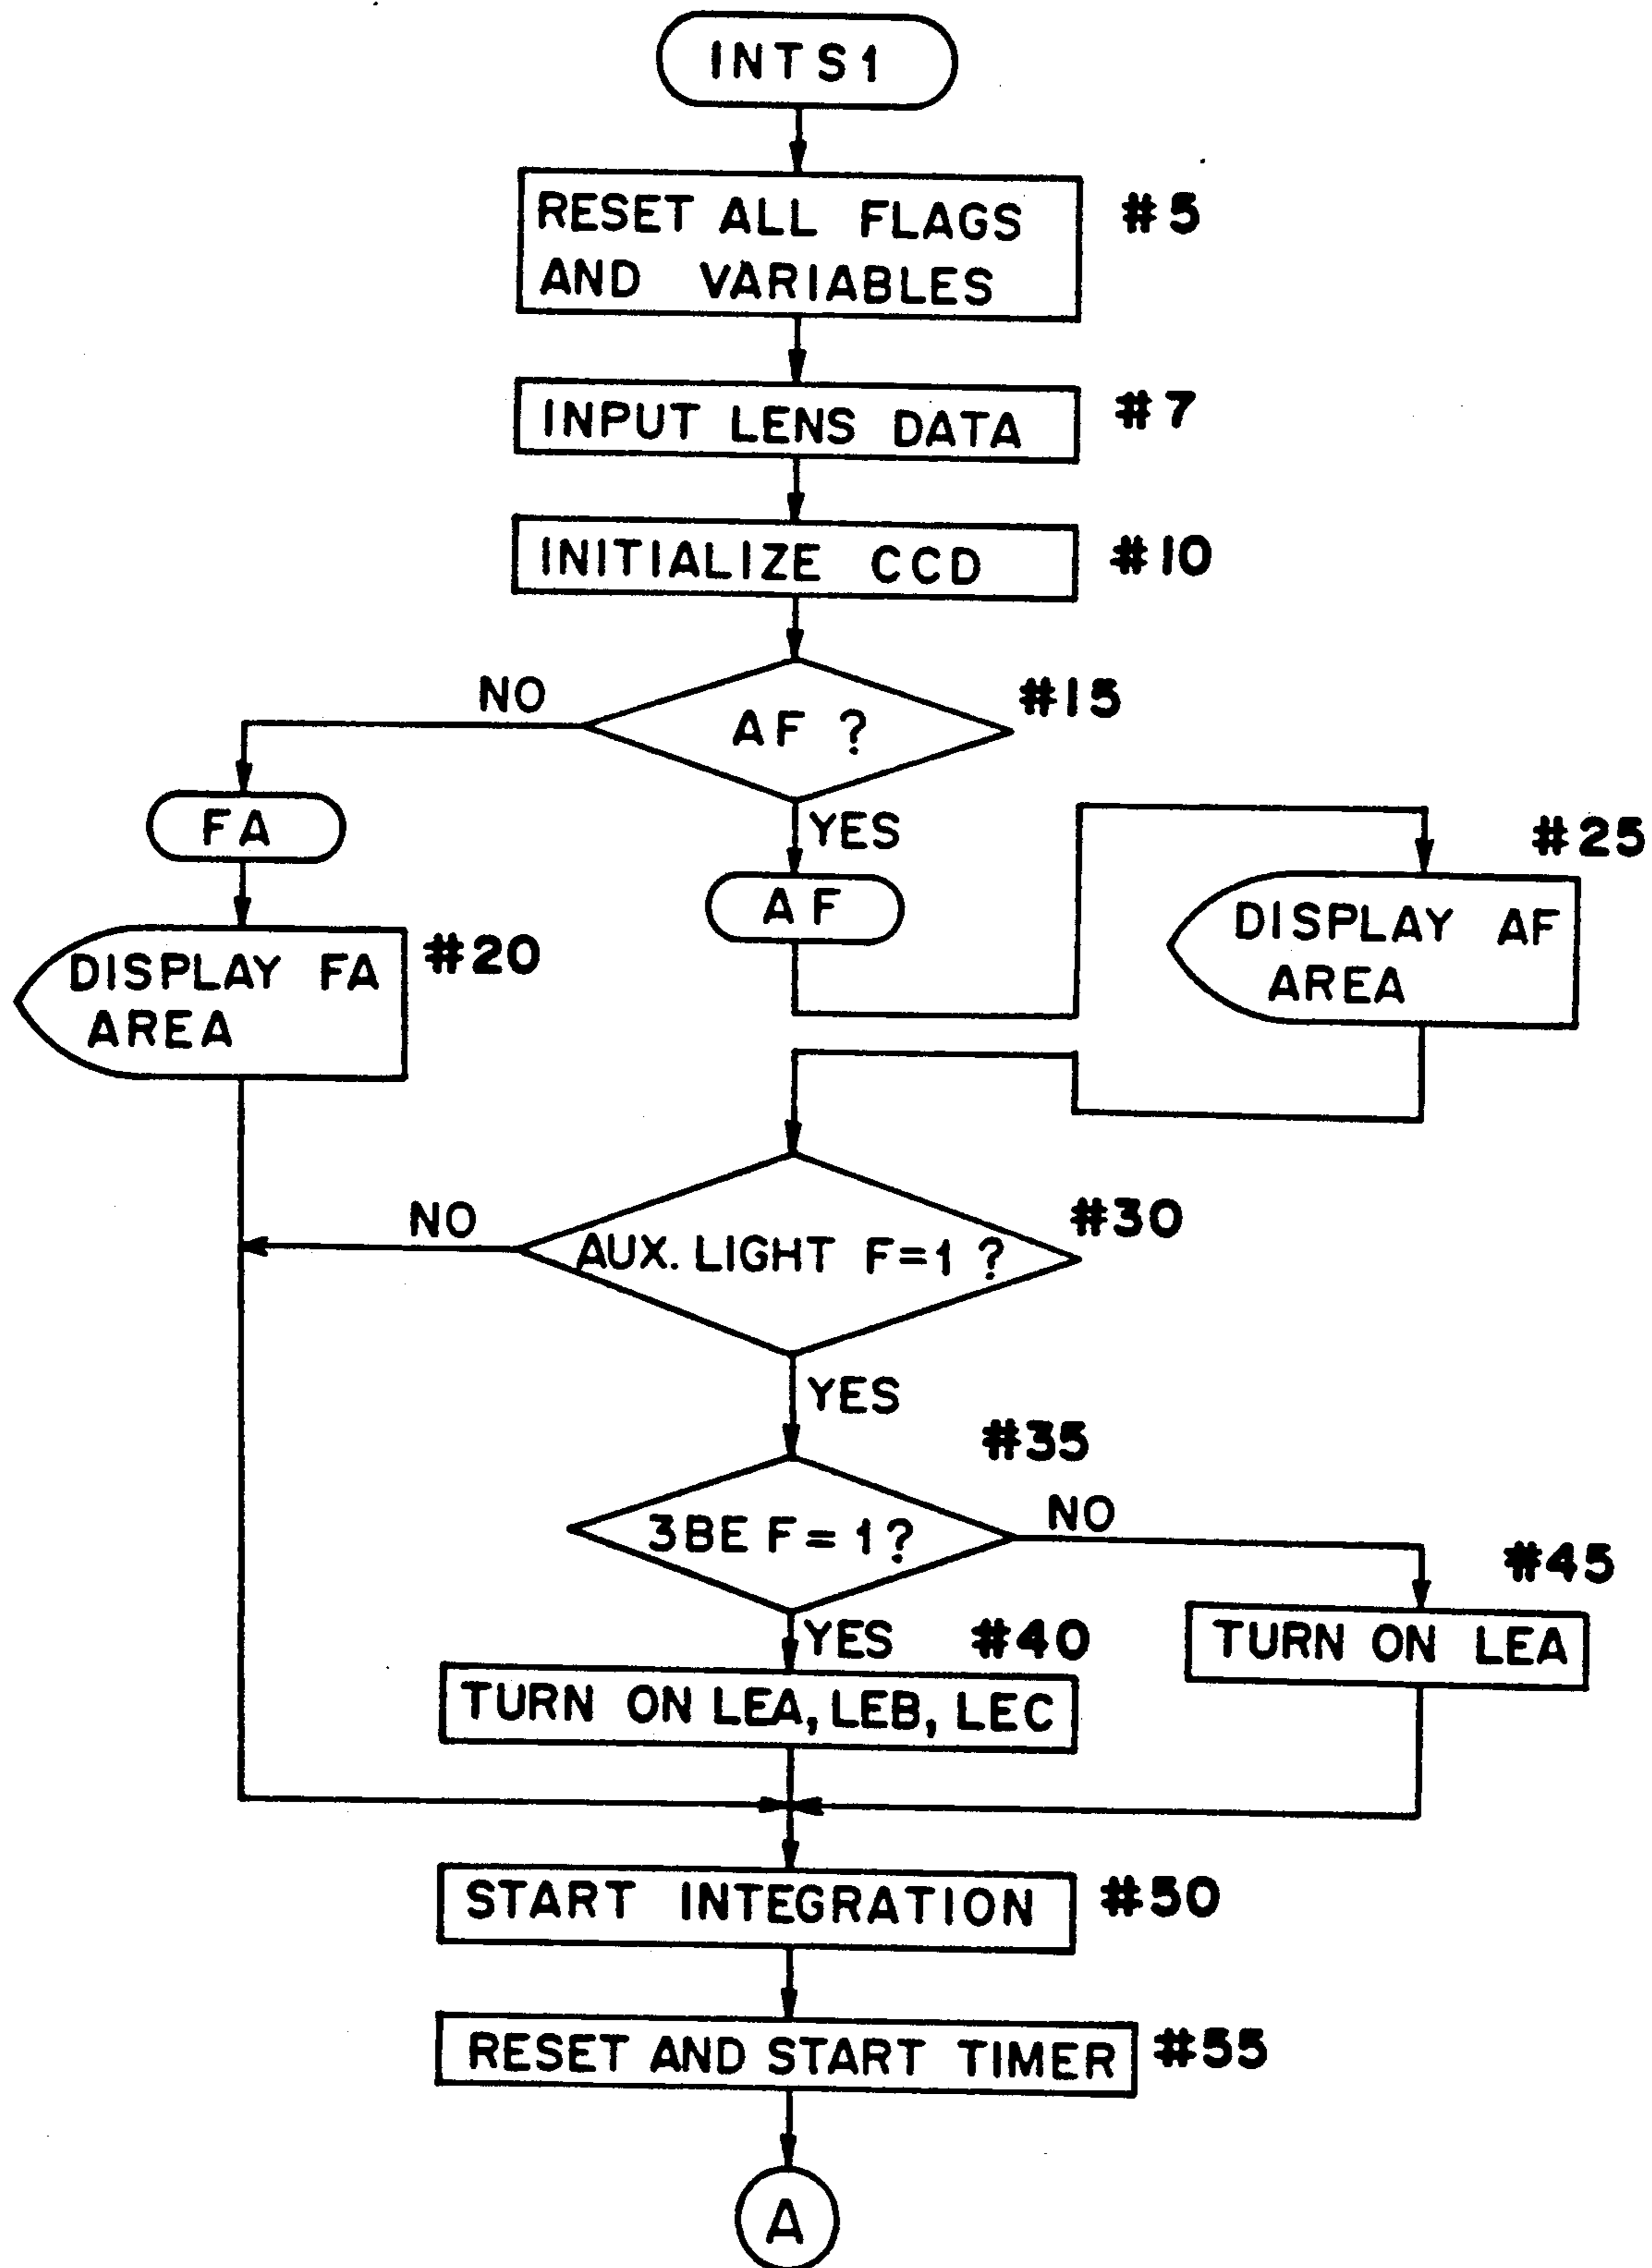 INTS1
RESET ALL FLAGS
AND VARIABLES
#5
INPUT LENS DATA
#7
INITIALIZE CCD
#10
NO
AF ?
#15
FA
YES
AF
#25
DISPLAY AF
AREA
DISPLAY FA
AREA
#20
NO
AUX. LIGHT F=1 ?
#30
YES
#35
3BE F=1?
NO
#45
YES
#40
TURN ON LEA
TURN ON LEA, LEB, LEC
START INTEGRATION
#50
RESET AND START TIMER
#55
A